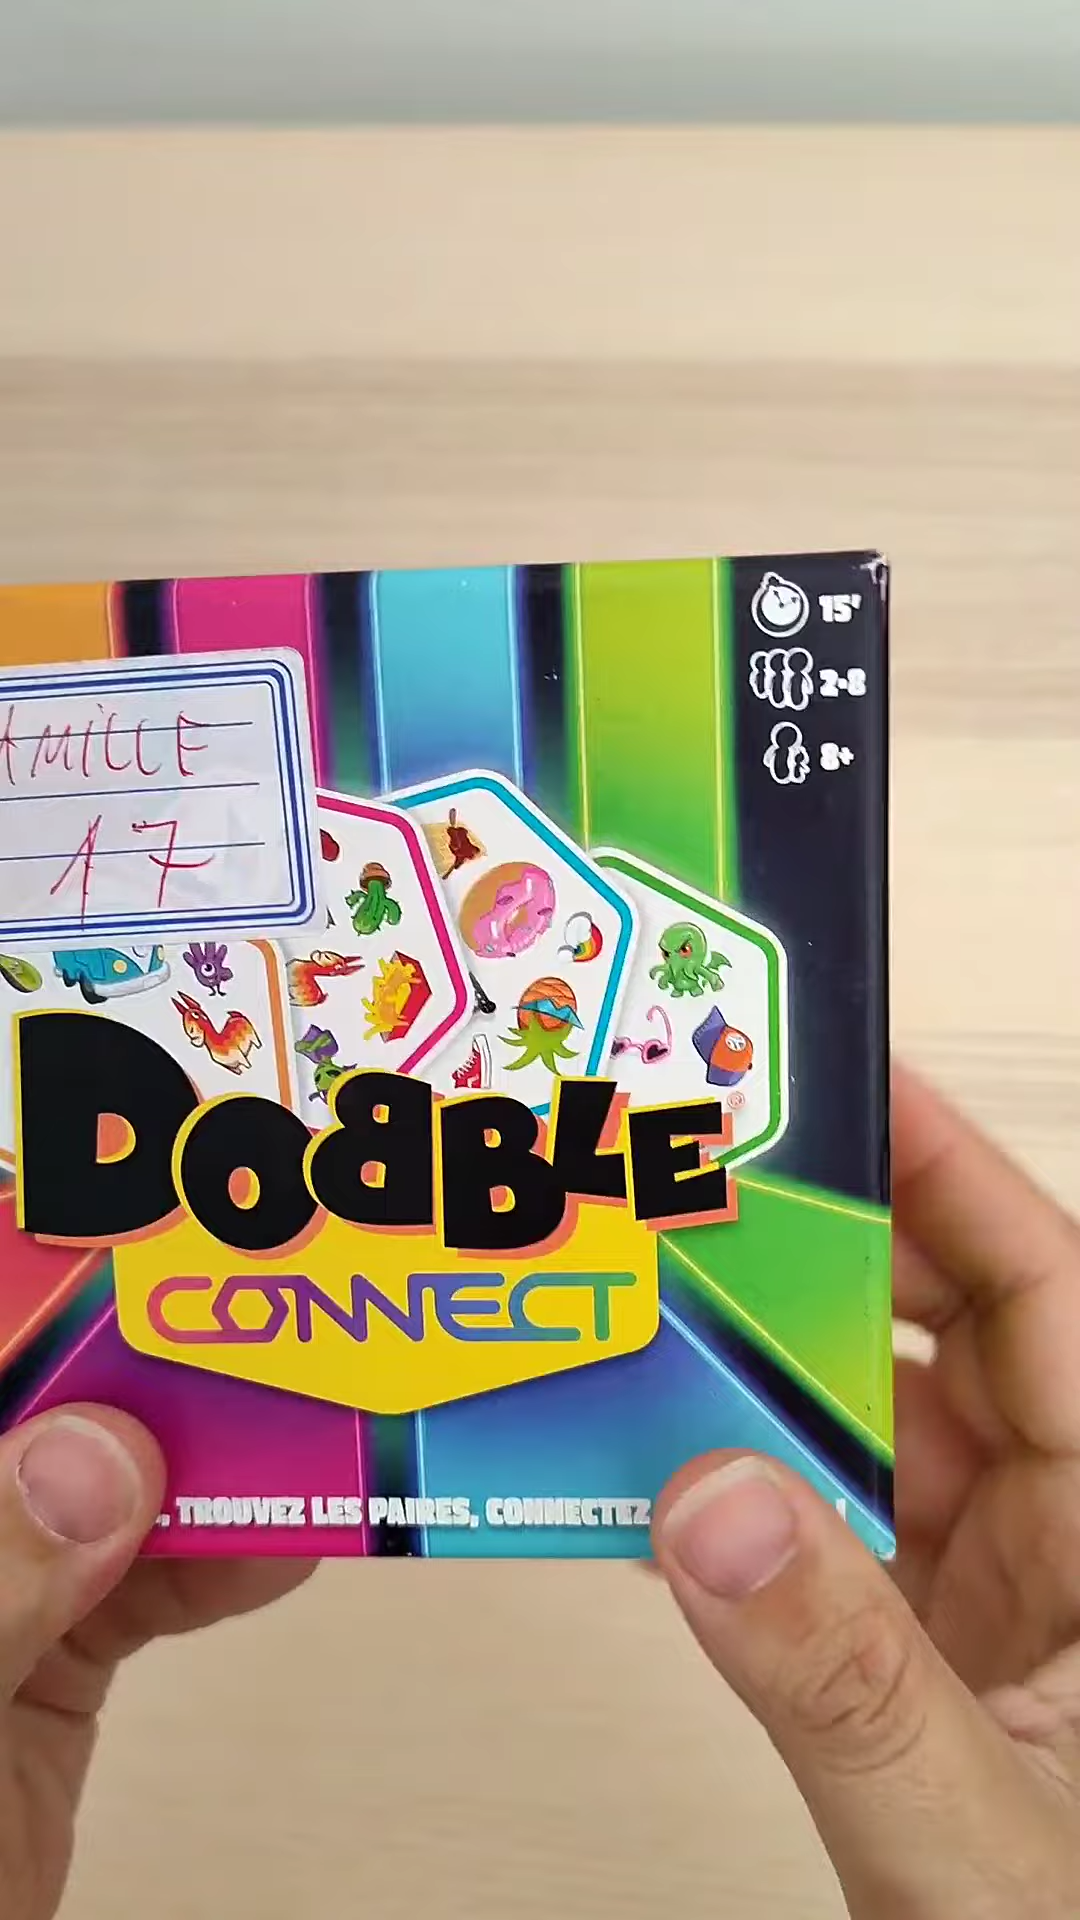 15'
2-8
8+
AMILLE
17
DOBBLE®
CONNECT
, TROUVEZ LES PAIRES, CONNECTEZ